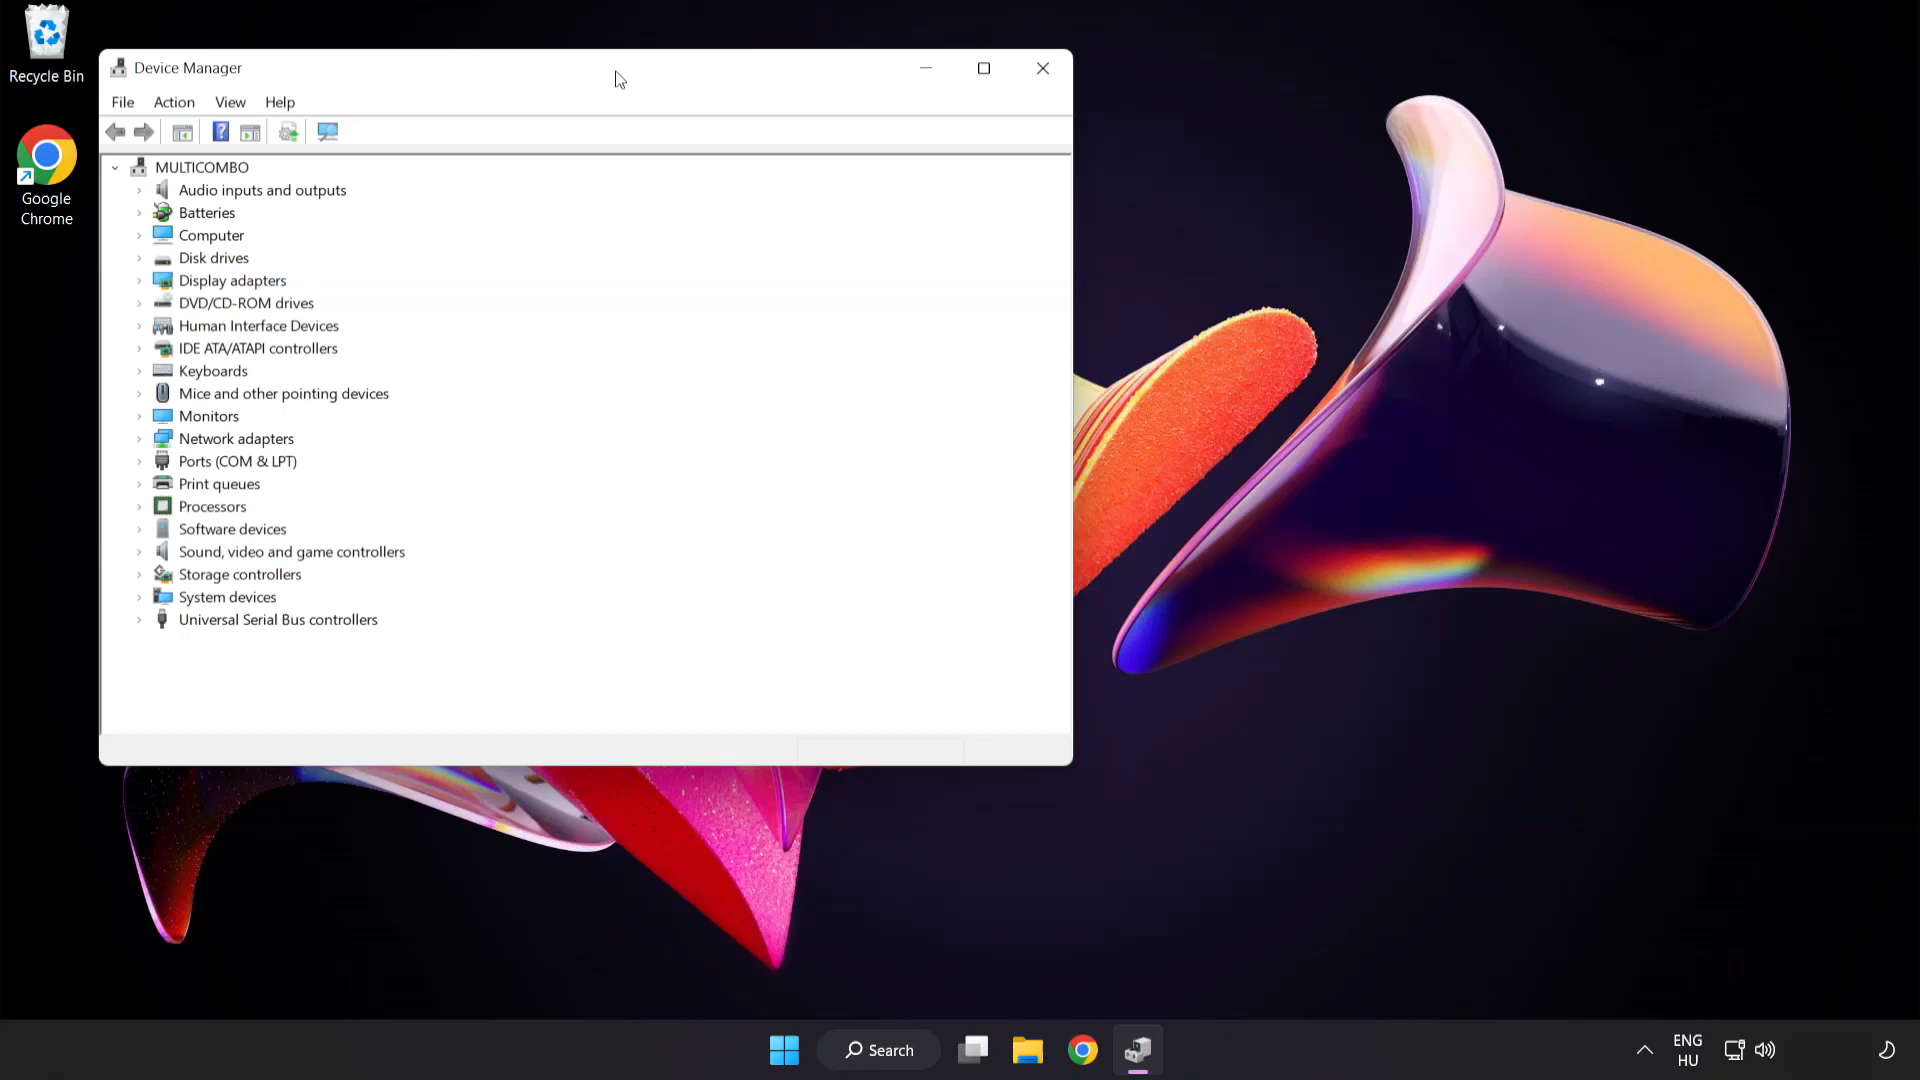 Recycle Bin
Google
Chrome
Device Manager
File Action View Help
MULTICOMBO
Audio inputs and outputs
Batteries
Computer
Disk drives
Display adapters
DVD/CD-ROM drives
Human Interface Devices
IDE ATA/ATAPI controllers
Keyboards
Mice and other pointing devices
Monitors
Network adapters
Ports (COM & LPT)
Print queues
Processors
Software devices
Sound, video and game controllers
Storage controllers
System devices
Universal Serial Bus controllers
Search
ENG
HU